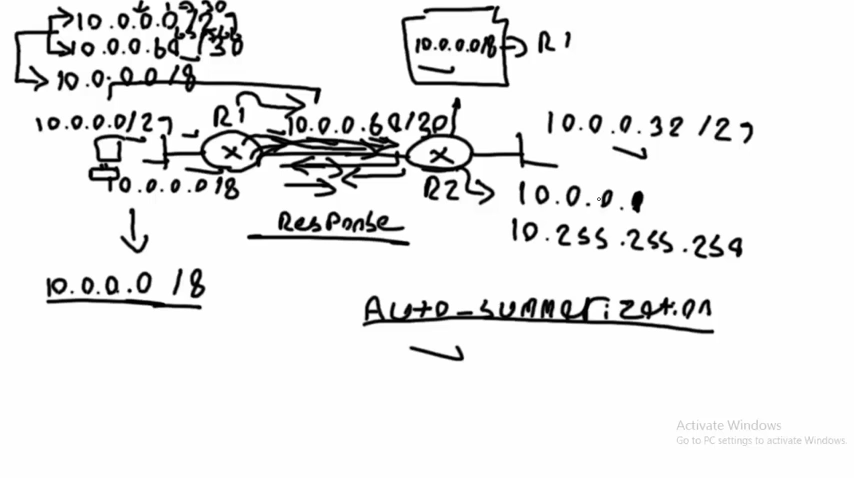 10.0.0.0/27
10.0.0.64/30
10.0.0.0/8
10.0.0.0/8
R1
10.0.0.0/27
R1
10.0.0.64/30
10.0.0.32/27
10.0.0.0/8
R2
10.0.0.
10.255.255.254
Response
10.0.0.0/8
Auto-summerization
Activate Windows
Go to PC settings to activate Windows.